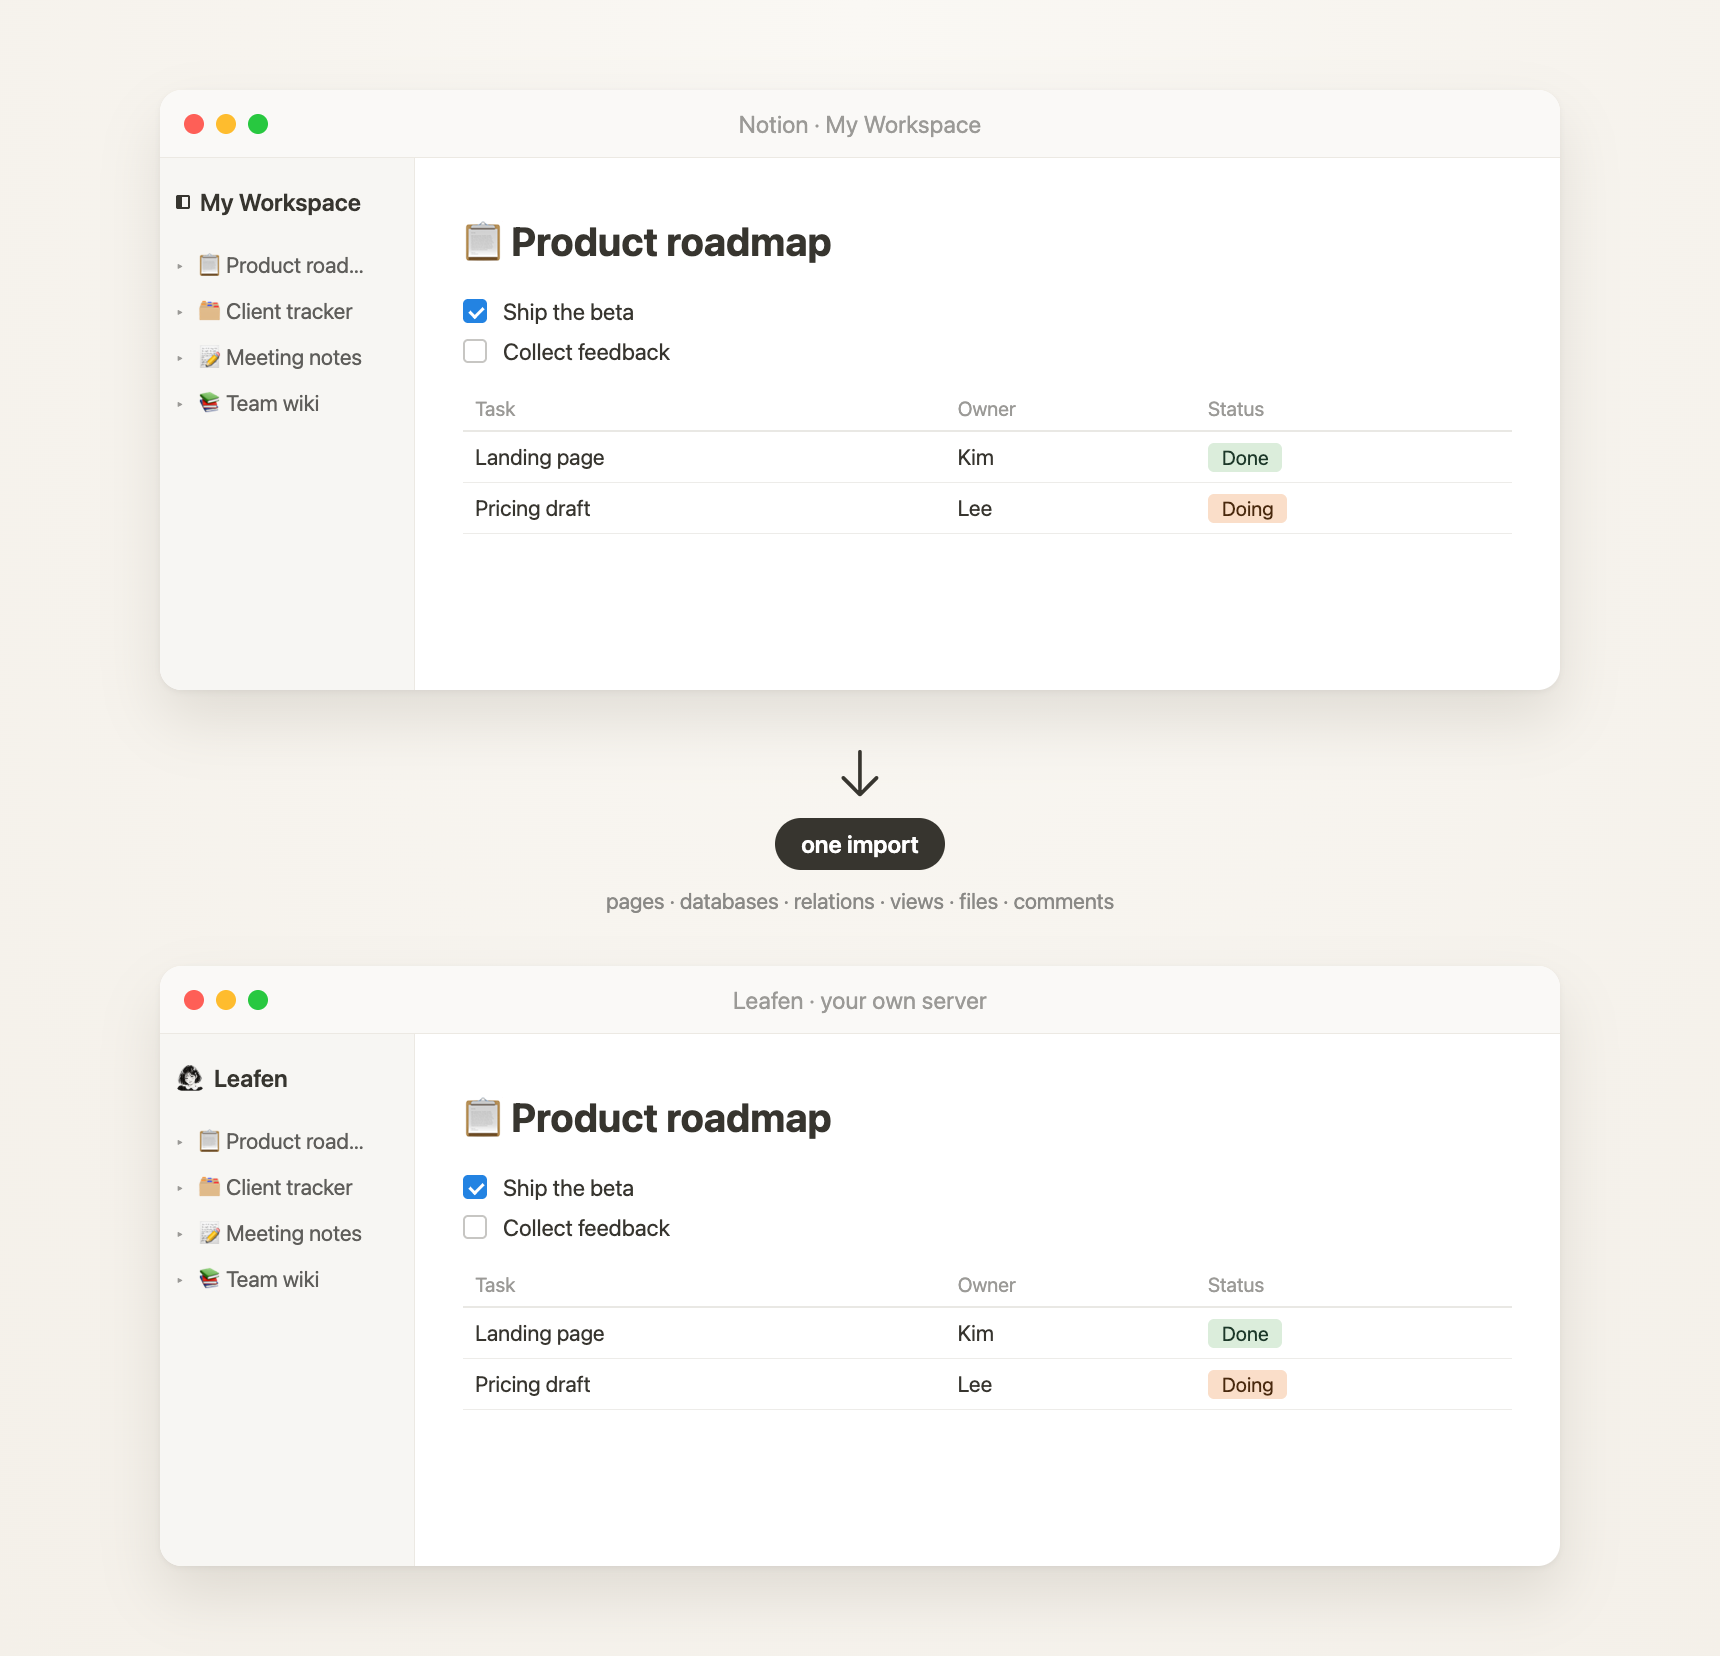 Notion · My Workspace
My Workspace
Product road...
Client tracker
Meeting notes
Team wiki
Product roadmap
Ship the beta
Collect feedback
Task Owner Status
Landing page Kim Done
Pricing draft Lee Doing
one import
pages · databases · relations · views · files · comments
Leafen · your own server
Leafen
Product road...
Client tracker
Meeting notes
Team wiki
Product roadmap
Ship the beta
Collect feedback
Task Owner Status
Landing page Kim Done
Pricing draft Lee Doing